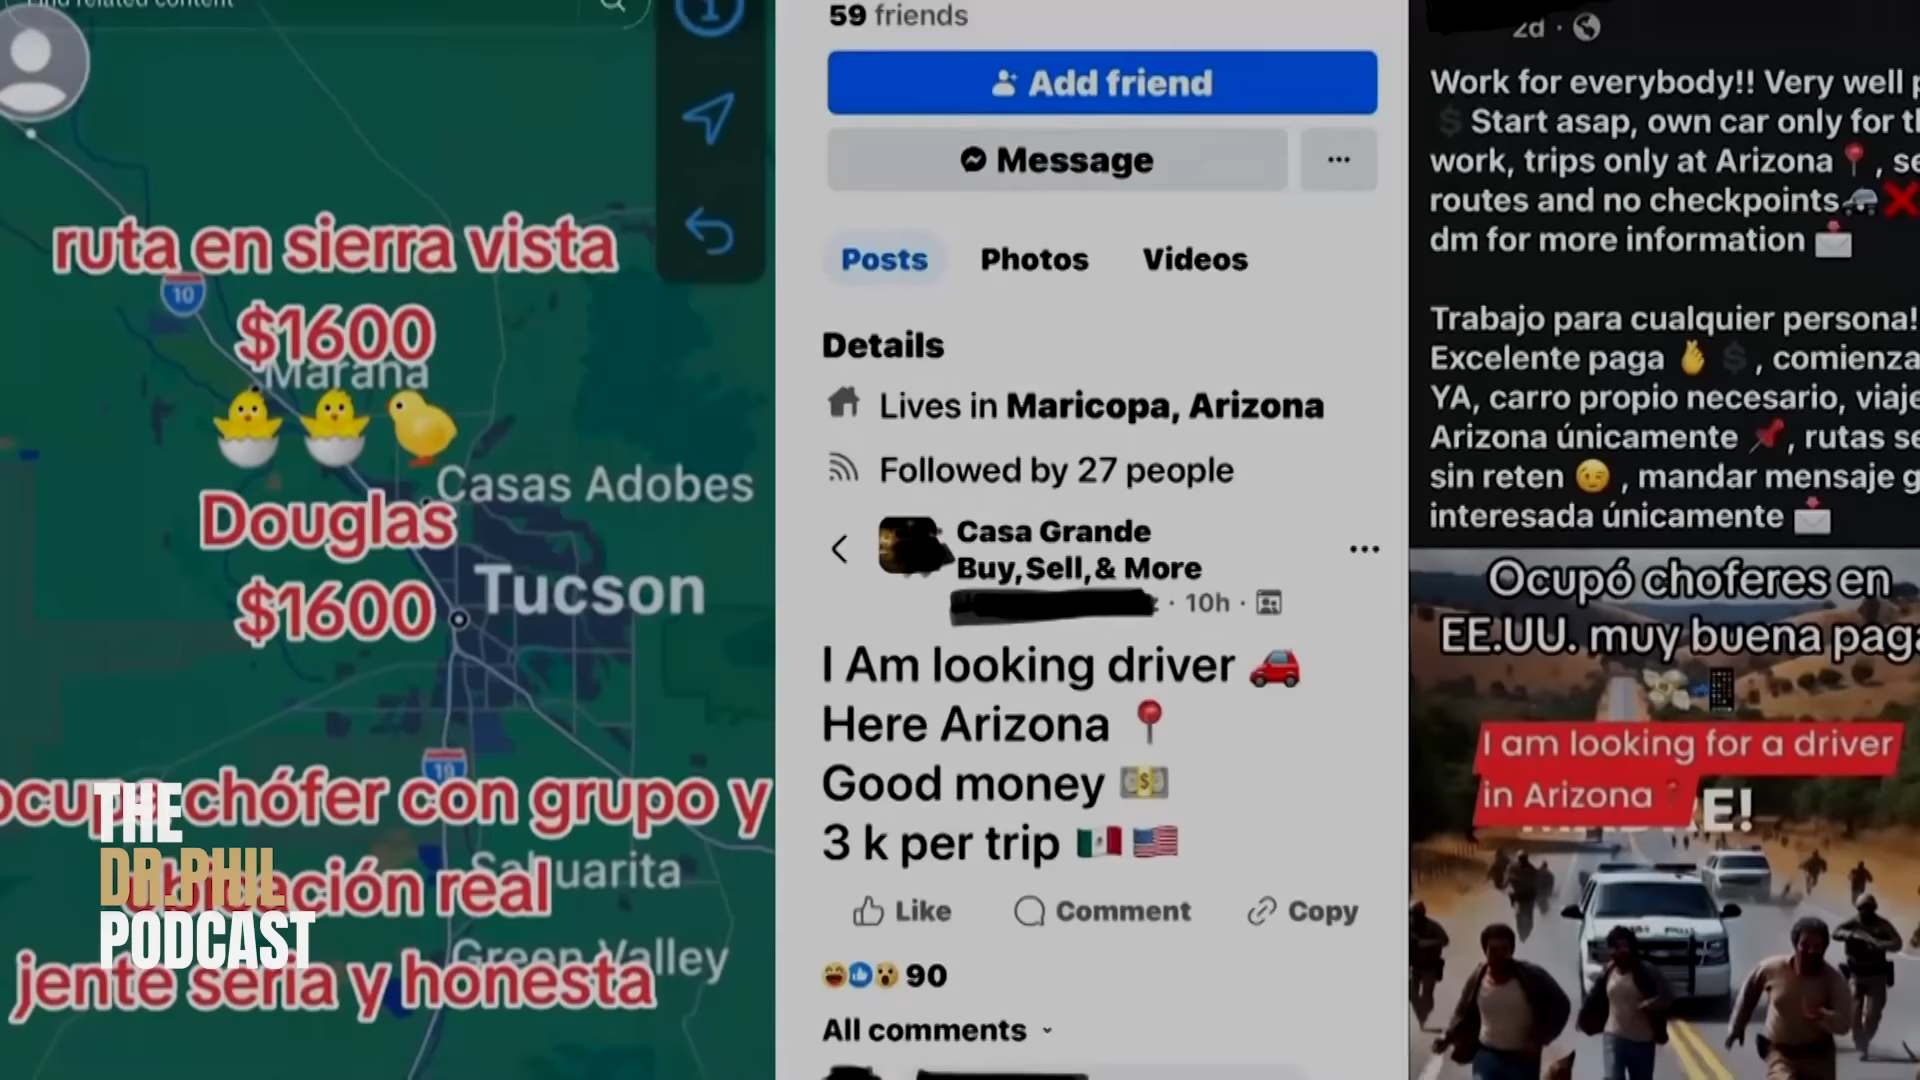 Find related content
ruta en sierra vista
10
$1600
Marana
Casas Adobes
Douglas
$1600
Tucson
19
chófer con grupo y
real
Sahuarita
Green Valley
jente seria y honesta
THE
DR. PHIL
PODCAST
59 friends
Add friend
Message
Posts Photos Videos
Details
Lives in Maricopa, Arizona
Followed by 27 people
Casa Grande
Buy,Sell,& More
· 10h ·
I Am looking driver 🚗
Here Arizona 📍
Good money 💵
3 k per trip 🇲🇽 🇺🇸
Like Comment Copy
90
All comments
2d ·
Work for everybody!! Very well
Start asap, own car only for
work, trips only at Arizona 📍,
routes and no checkpoints🚓❌
dm for more information 📩
Trabajo para cualquier persona!
Excelente paga 🫰💲, comienza
YA, carro propio necesario,
Arizona únicamente 📌, rutas
sin reten 😉, mandar mensaje
interesada únicamente 📩
Ocupó choferes en
EE.UU. muy buena
I am looking for a driver
in Arizona📍